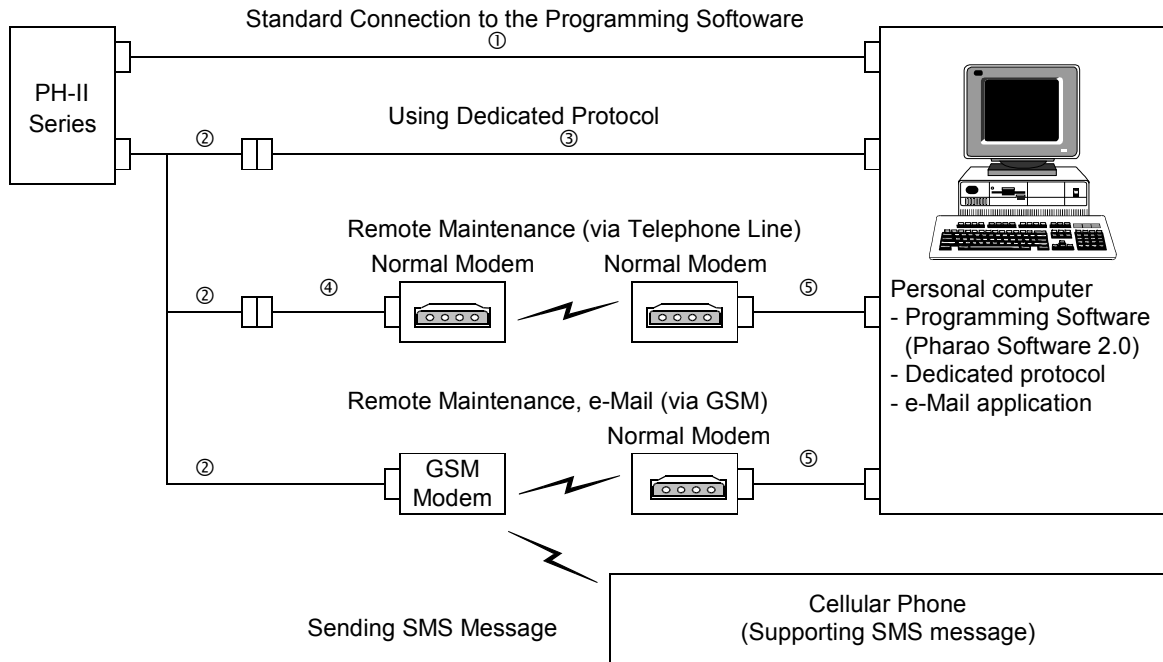 Standard Connection to the Programming Softoware
①
PH-II
Series
Using Dedicated Protocol
②
③
Remote Maintenance (via Telephone Line)
Normal Modem
Normal Modem
②
④
⑤
Personal computer
- Programming Software
(Pharao Software 2.0)
- Dedicated protocol
- e-Mail application
Remote Maintenance, e-Mail (via GSM)
Normal Modem
②
⑤
GSM
Modem
Sending SMS Message
Cellular Phone
(Supporting SMS message)